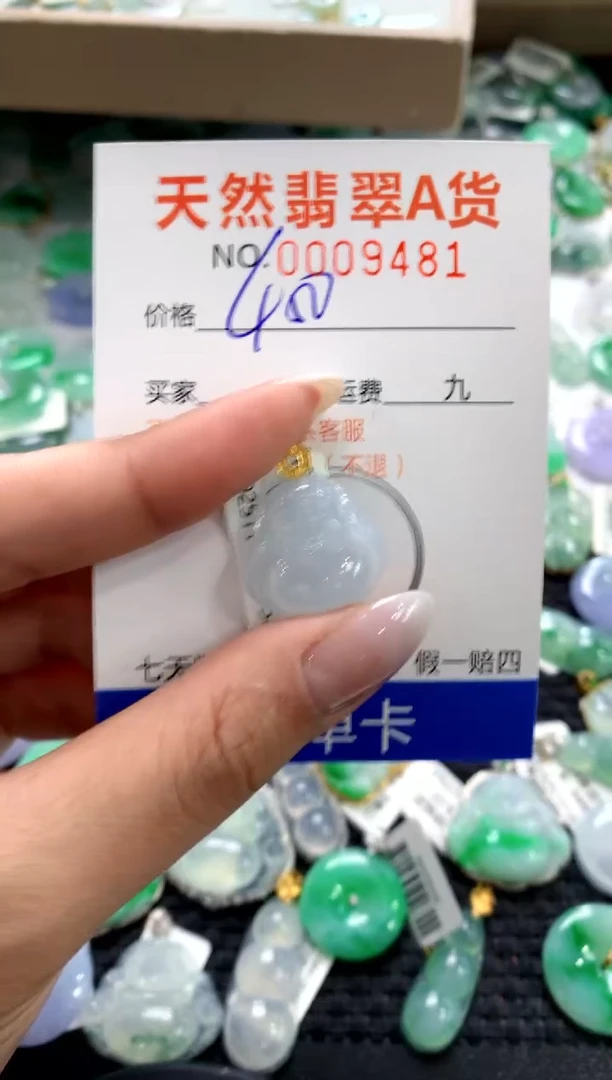 天然翡翠A货
NO.0009481
价格 400
买家 运费 九
客服
(不退)
七天 假一赔四
单卡